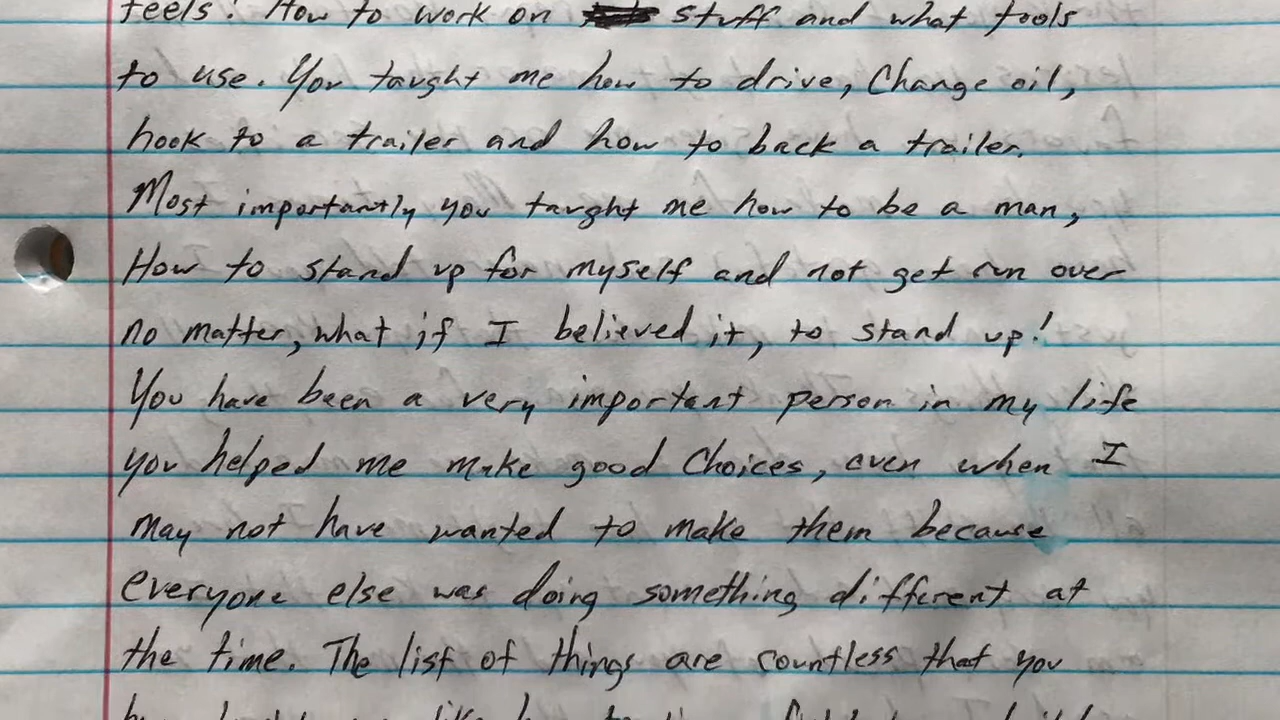 feels! How to work on stuff and what tools
to use. You taught me how to drive, Change oil,
hook to a trailer and how to back a trailer.
Most importantly you taught me how to be a man,
How to stand up for myself and not get run over
no matter, what if I believed it, to stand up!
You have been a very important person in my life
you helped me make good Choices, even when I
may not have wanted to make them because
everyone else was doing something different at
the time. The list of things are countless that you